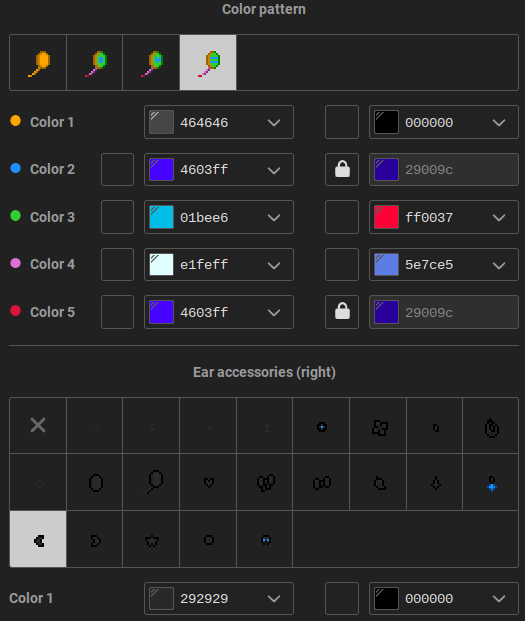 Color pattern
Color 1 464646 000000
Color 2 4603ff 29009c
Color 3 01bee6 ff0037
Color 4 e1feff 5e7ce5
Color 5 4603ff 29009c
Ear accessories (right)
Color 1 292929 000000